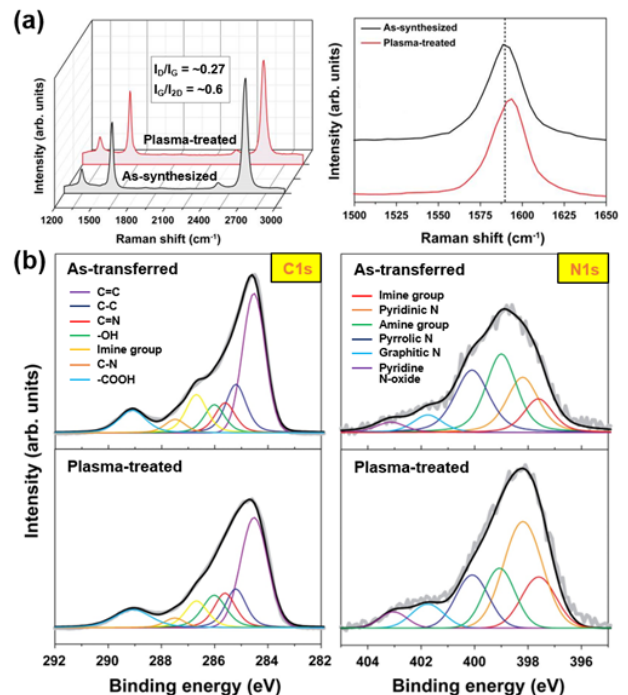 (a)
Intensity (arb. units)
I_D/I_G = ~0.27
I_G/I_2D = ~0.6
Plasma-treated
As-synthesized
1200 1500 1800 2100 2400 2700 3000
Raman shift (cm⁻¹)
Intensity (arb. units)
As-synthesized
Plasma-treated
1500 1525 1550 1575 1600 1625 1650
Raman shift (cm⁻¹)
(b)
Intensity (arb. units)
As-transferred
C1s
C=C
C-C
C=N
-OH
Imine group
C-N
-COOH
As-transferred
N1s
Imine group
Pyridinic N
Amine group
Pyrrolic N
Graphitic N
Pyridine
N-oxide
Plasma-treated
292 290 288 286 284 282
Binding energy (eV)
Plasma-treated
404 402 400 398 396
Binding energy (eV)